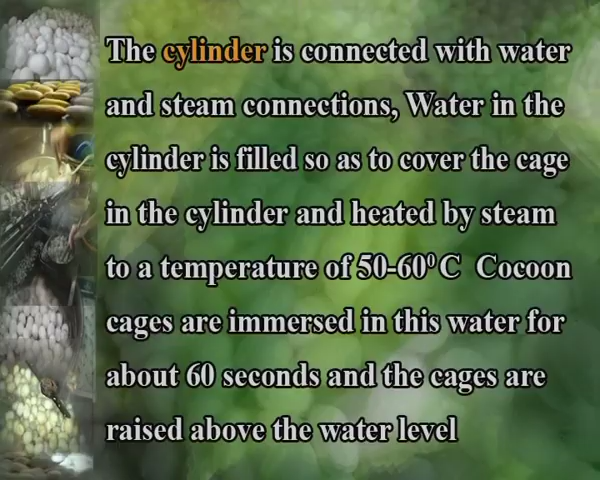 The cylinder is connected with water
and steam connections, Water in the
cylinder is filled so as to cover the cage
in the cylinder and heated by steam
to a temperature of 50-60⁰C Cocoon
cages are immersed in this water for
about 60 seconds and the cages are
raised above the water level